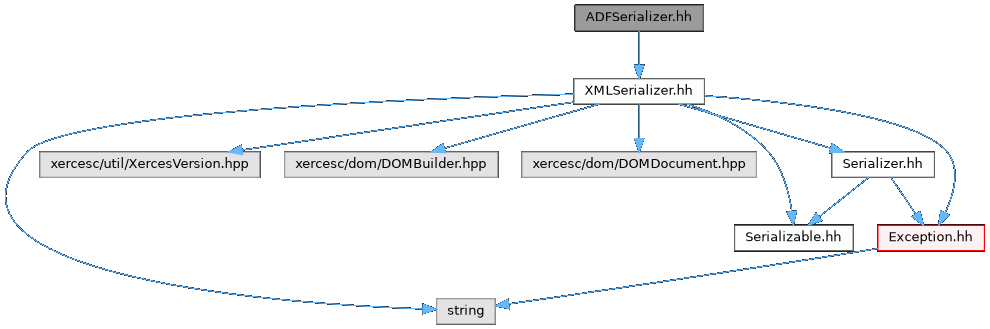 ADFSerializer.hh
XMLSerializer.hh
xercesc/util/XercesVersion.hpp
xercesc/dom/DOMBuilder.hpp
xercesc/dom/DOMDocument.hpp
Serializer.hh
Serializable.hh
Exception.hh
string